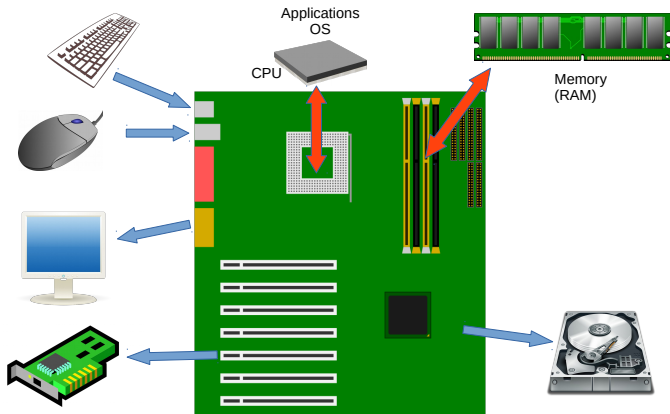 Applications
OS
CPU
Memory
(RAM)